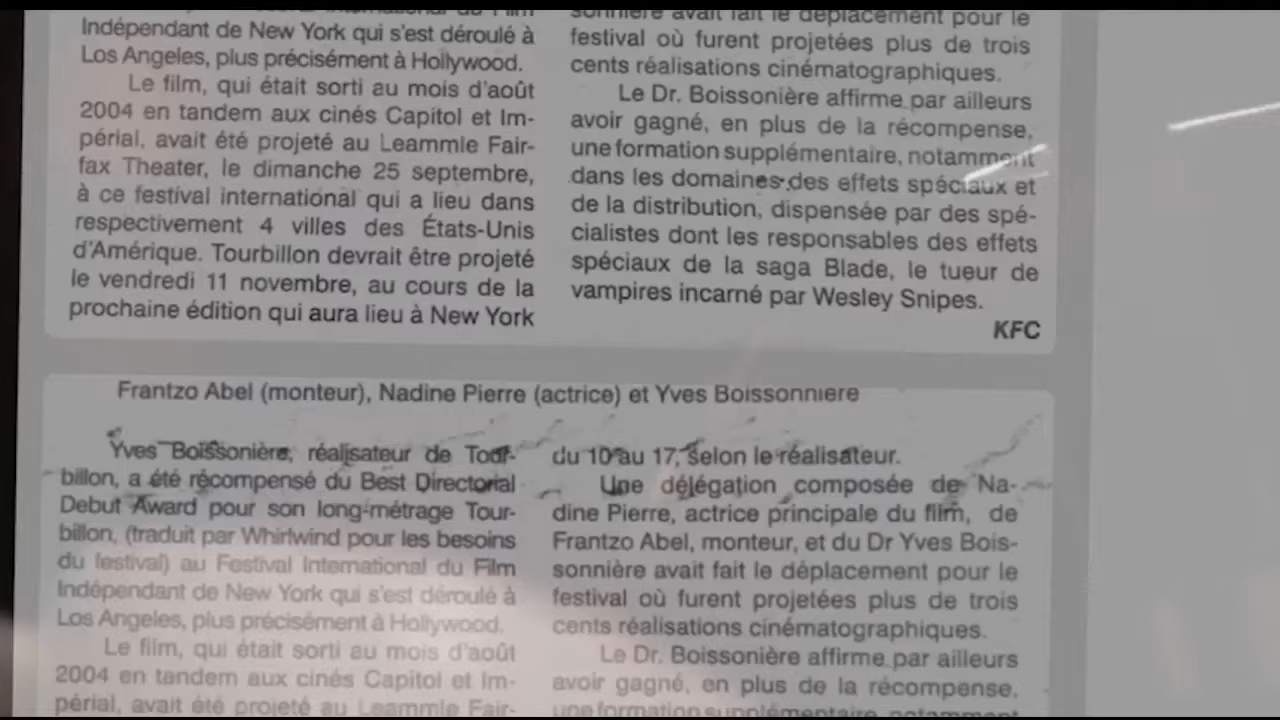 Indépendant de New York qui s'est déroulé à
Los Angeles, plus précisément à Hollywood.
Le film, qui était sorti au mois d'août
2004 en tandem aux cinés Capitol et Im-
périal, avait été projeté au Leammle Fair-
fax Theater, le dimanche 25 septembre,
à ce festival international qui a lieu dans
respectivement 4 villes des États-Unis
d'Amérique. Tourbillon devrait être projeté
le vendredi 11 novembre, au cours de la
prochaine édition qui aura lieu à New York
sonnière avait fait le déplacement pour le
festival où furent projetées plus de trois
cents réalisations cinématographiques.
Le Dr. Boissonière affirme par ailleurs
avoir gagné, en plus de la récompense,
une formation supplémentaire, notamment
dans les domaines des effets spéciaux et
de la distribution, dispensée par des spé-
cialistes dont les responsables des effets
spéciaux de la saga Blade, le tueur de
vampires incarné par Wesley Snipes.
KFC
Frantzo Abel (monteur), Nadine Pierre (actrice) et Yves Boissonniere
Yves Boissonière, réalisateur de Tour-
billon, a été récompensé du Best Directorial
Debut Award pour son long-métrage Tour-
billon, (traduit par Whirlwind pour les besoins
du festival) au Festival International du Film
Indépendant de New York qui s'est déroulé à
Los Angeles, plus précisément à Hollywood.
Le film, qui était sorti au mois d'août
2004 en tandem aux cinés Capitol et Im-
périal, avait été projeté au Leammle Fair-
du 10 au 17, selon le réalisateur.
Une délégation composée de Na-
dine Pierre, actrice principale du film, de
Frantzo Abel, monteur, et du Dr Yves Bois-
sonnière avait fait le déplacement pour le
festival où furent projetées plus de trois
cents réalisations cinématographiques.
Le Dr. Boissonière affirme par ailleurs
avoir gagné, en plus de la récompense,
une formation supplémentaire, notamment